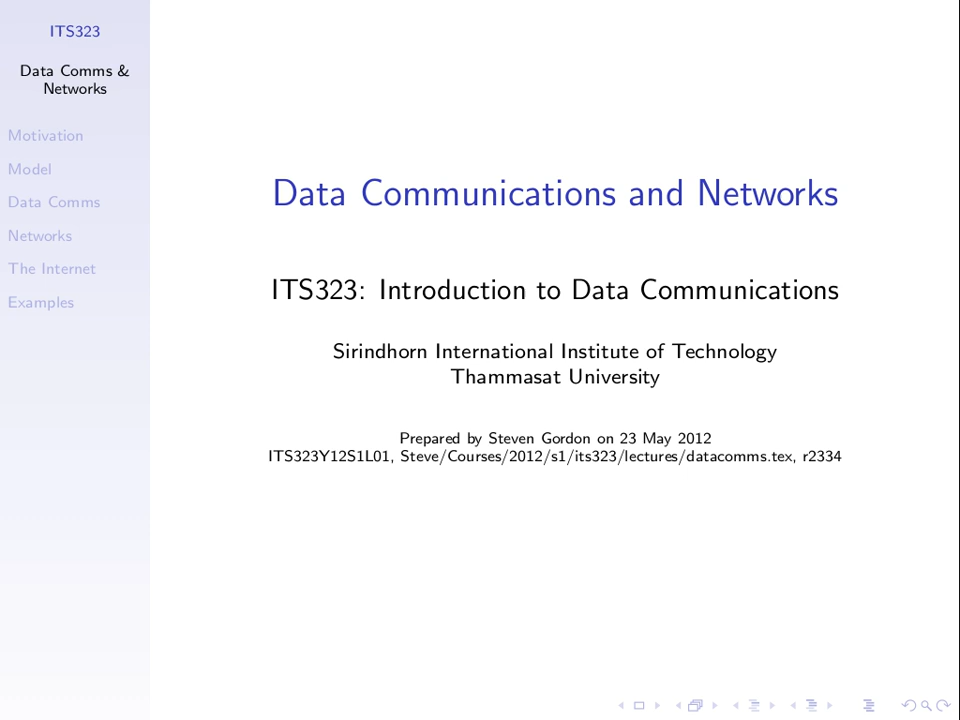 ITS323
Data Comms &
Networks
Motivation
Model
Data Comms
Networks
The Internet
Examples
Data Communications and Networks
ITS323: Introduction to Data Communications
Sirindhorn International Institute of Technology
Thammasat University
Prepared by Steven Gordon on 23 May 2012
ITS323Y12S1L01, Steve/Courses/2012/s1/its323/lectures/datacomms.tex, r2334